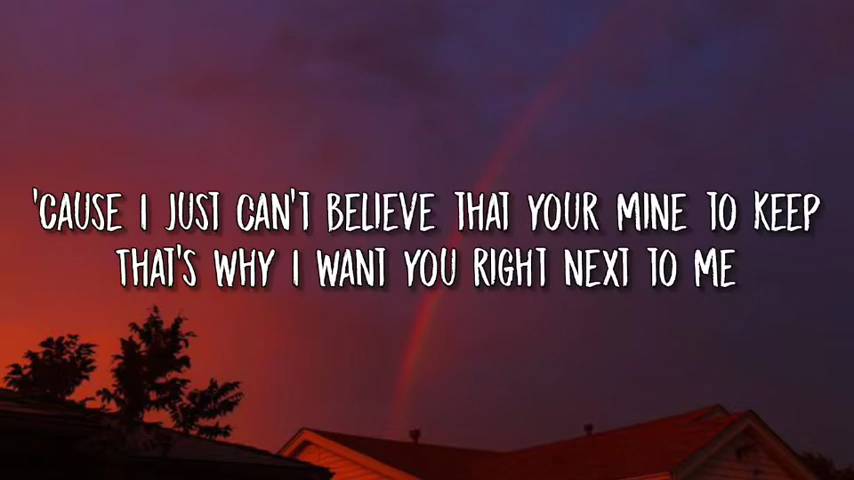 'CAUSE I JUST CAN'T BELIEVE THAT YOUR MINE TO KEEP
THAT'S WHY I WANT YOU RIGHT NEXT TO ME